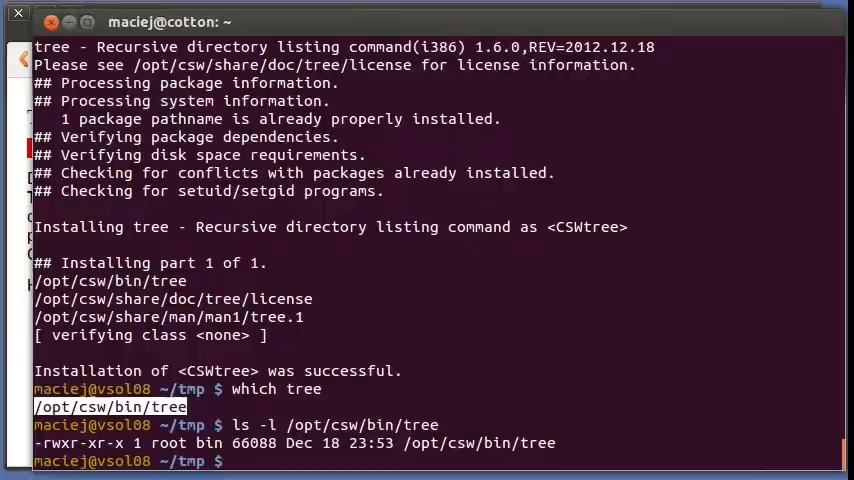 maciej@cotton: ~
tree - Recursive directory listing command(i386) 1.6.0,REV=2012.12.18
Please see /opt/csw/share/doc/tree/license for license information.
## Processing package information.
## Processing system information.
   1 package pathname is already properly installed.
## Verifying package dependencies.
## Verifying disk space requirements.
## Checking for conflicts with packages already installed.
## Checking for setuid/setgid programs.
Installing tree - Recursive directory listing command as <CSWtree>
## Installing part 1 of 1.
/opt/csw/bin/tree
/opt/csw/share/doc/tree/license
/opt/csw/share/man/man1/tree.1
[ verifying class <none> ]
Installation of <CSWtree> was successful.
maciej@vsol08 ~/tmp $ which tree
/opt/csw/bin/tree
maciej@vsol08 ~/tmp $ ls -l /opt/csw/bin/tree
-rwxr-xr-x 1 root bin 66088 Dec 18 23:53 /opt/csw/bin/tree
maciej@vsol08 ~/tmp $